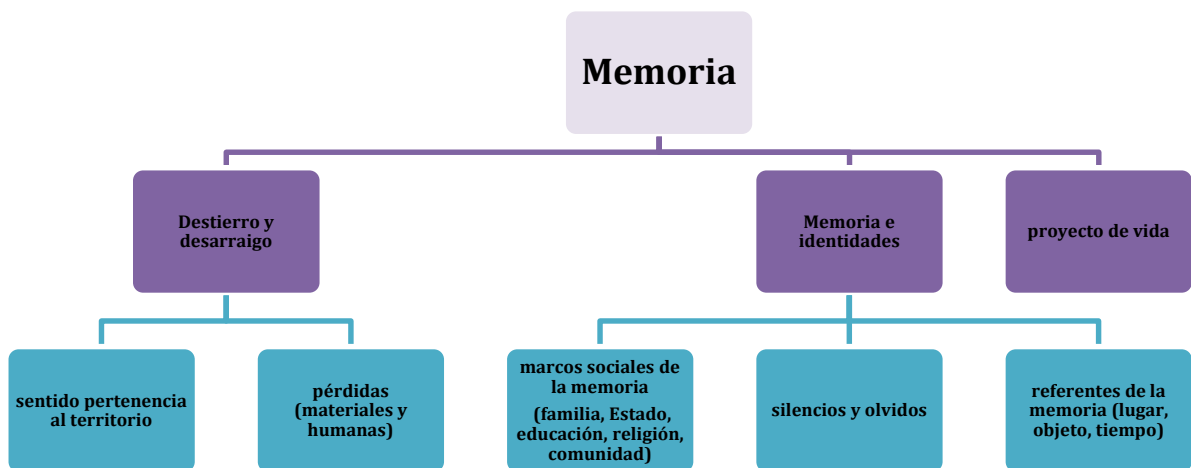 Memoria
Destierro y
desarraigo
Memoria e
identidades
proyecto de vida
sentido pertenencia
al territorio
pérdidas
(materiales y
humanas)
marcos sociales de
la memoria
(familia, Estado,
educación, religión,
comunidad)
silencios y olvidos
referentes de la
memoria (lugar,
objeto, tiempo)